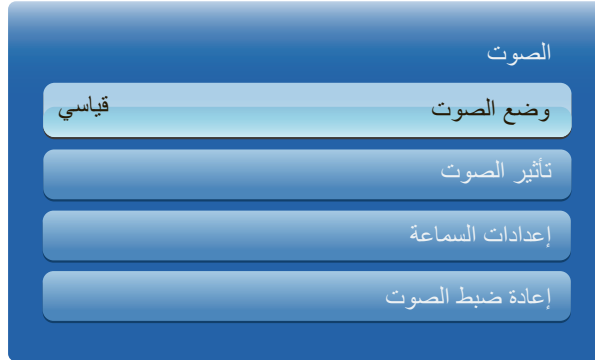 الصوت
وضع الصوت قياسي
تأثير الصوت
إعدادات السماعة
إعادة ضبط الصوت